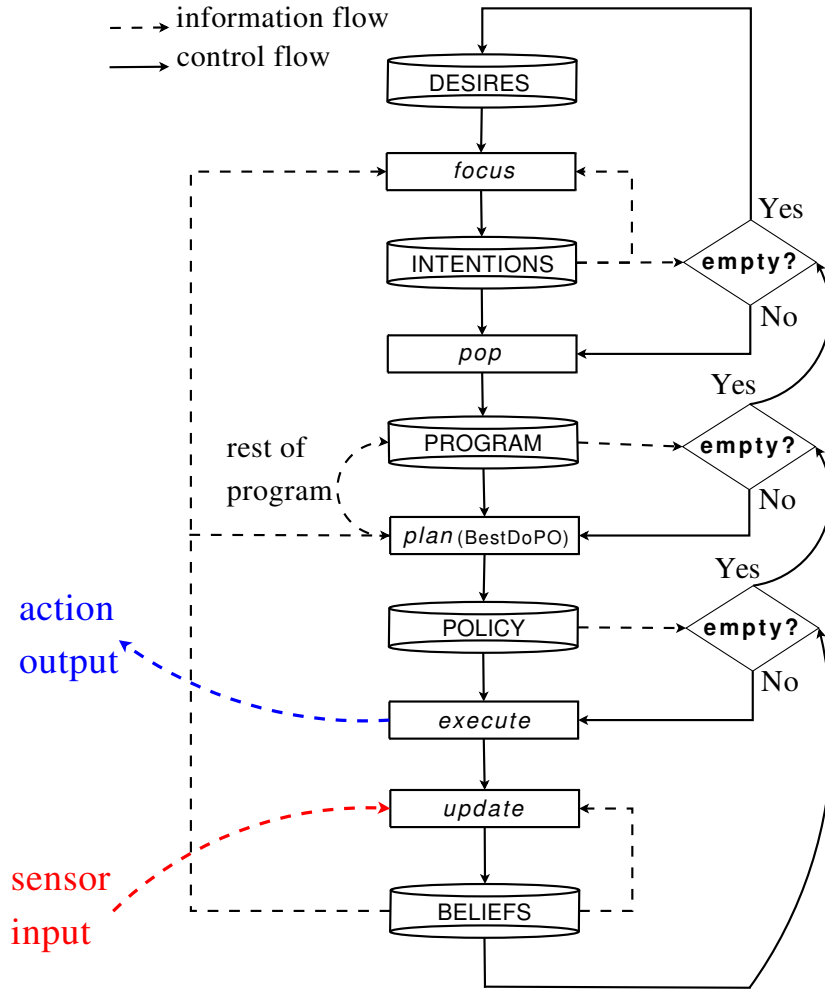 information flow
control flow
DESIRES
focus
Yes
INTENTIONS
empty?
No
pop
Yes
rest of
program
PROGRAM
empty?
No
plan (BestDoPO)
Yes
action
output
POLICY
empty?
No
execute
update
sensor
input
BELIEFS